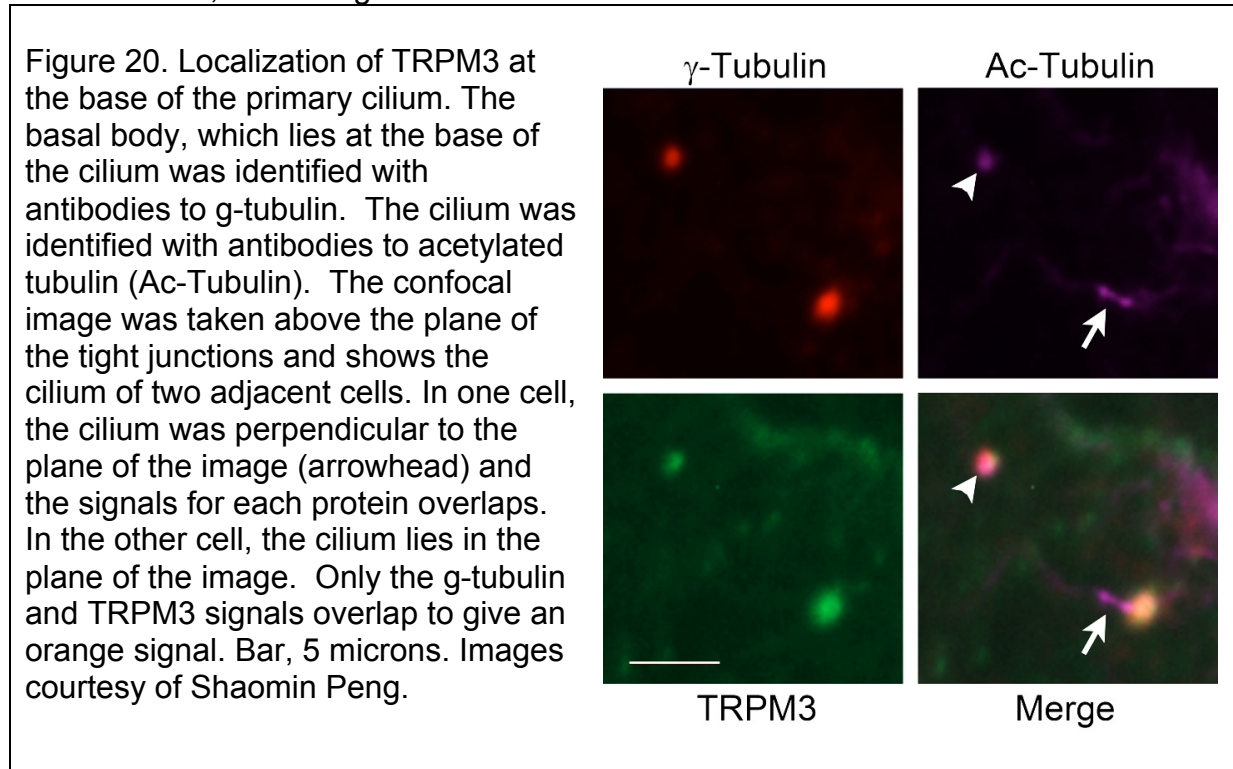 Figure 20. Localization of TRPM3 at
the base of the primary cilium. The
basal body, which lies at the base of
the cilium was identified with
antibodies to g-tubulin.  The cilium was
identified with antibodies to acetylated
tubulin (Ac-Tubulin).  The confocal
image was taken above the plane of
the tight junctions and shows the
cilium of two adjacent cells. In one cell,
the cilium was perpendicular to the
plane of the image (arrowhead) and
the signals for each protein overlaps.
In the other cell, the cilium lies in the
plane of the image.  Only the g-tubulin
and TRPM3 signals overlap to give an
orange signal. Bar, 5 microns. Images
courtesy of Shaomin Peng.
γ-Tubulin
Ac-Tubulin
TRPM3
Merge